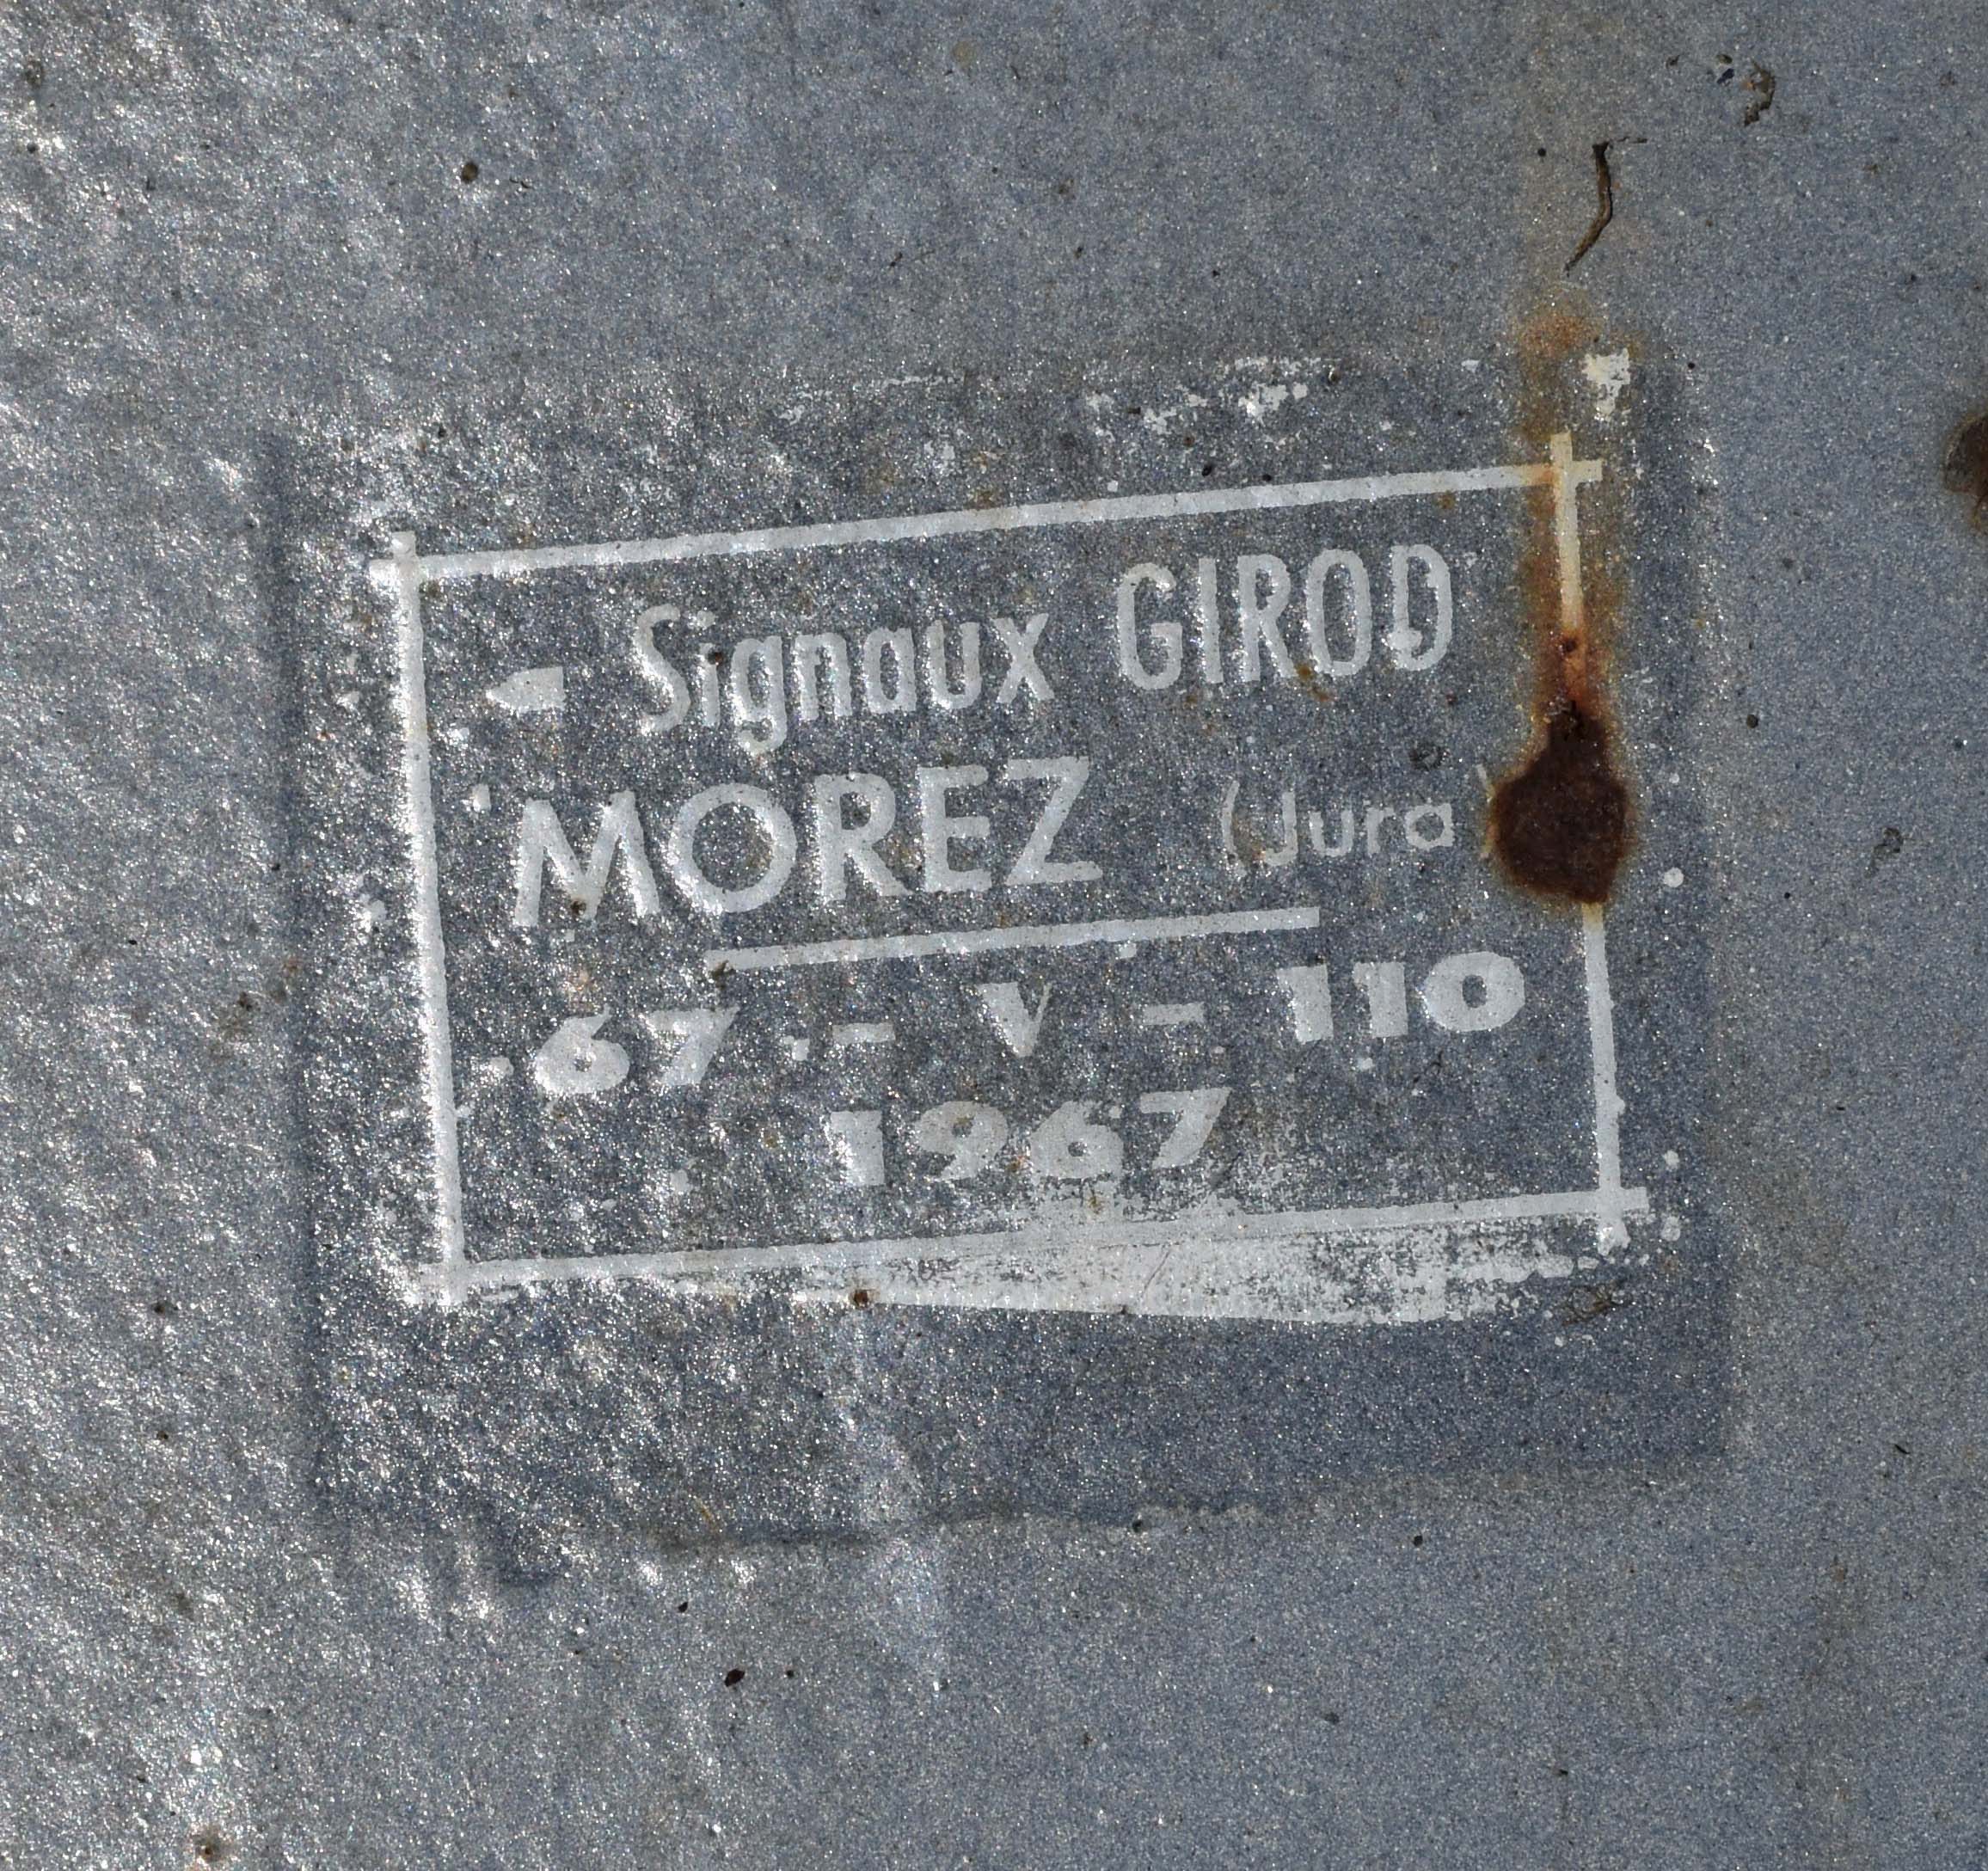 Signaux GIROD
MOREZ (Jura)
67 - V - 110
1967